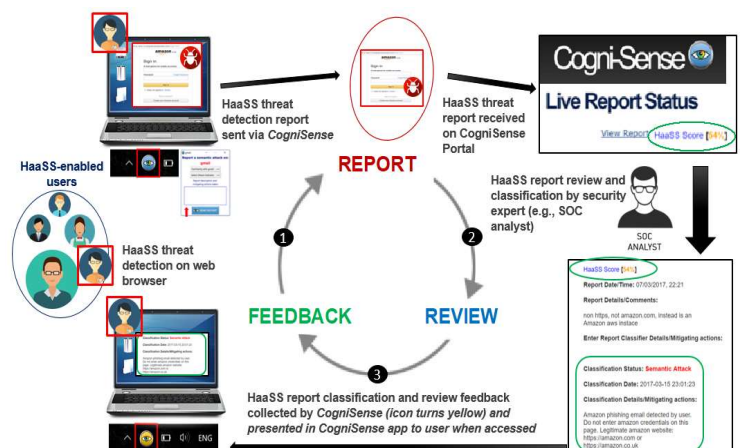 amazon
Sign in
HaaSS threat
detection report
sent via CogniSense
HaaSS threat
report received
on CogniSense
Portal
Cogni-Sense
Live Report Status
View Report HaaSS Score [54%]
REPORT
HaaSS-enabled
users
HaaSS threat
detection on web
browser
HaaSS report review and
classification by security
expert (e.g., SOC
analyst)
SOC
ANALYST
1
2
FEEDBACK
REVIEW
3
HaaSS report classification and review feedback
collected by CogniSense (icon turns yellow) and
presented in CogniSense app to user when accessed
ENG
HaaSS Score [54%]
Report Date/Time: 07/03/2017, 22:21
Report Details/Comments:
non https, not amazon.com, instead is an
Amazon aws instace
Enter Report Classifier Details/Mitigating actions:
Classification Status: Semantic Attack
Classification Date: 2017-03-15 23:01:23
Classification Details/Mitigating actions:
Amazon phishing email detected by user.
Do not enter amazon credentials on this
page. Legitimate amazon website:
https://amazon.com or
https://amazon.co.uk